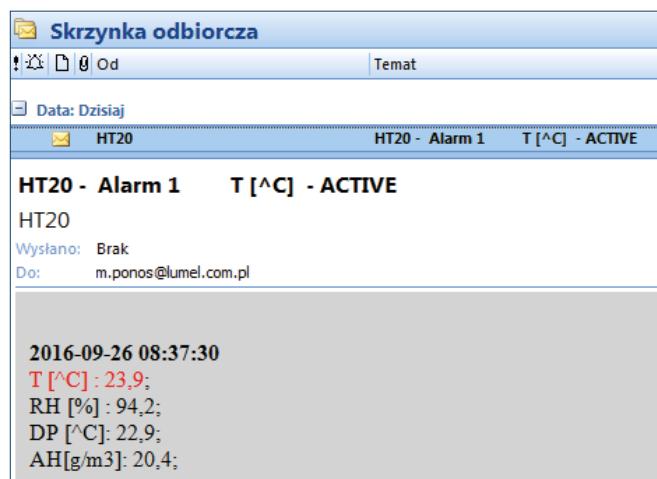 Skrzynka odbiorcza
! Od Temat
Data: Dzisiaj
HT20 HT20 - Alarm 1 T [^C] - ACTIVE
HT20 - Alarm 1 T [^C] - ACTIVE
HT20
Wysłano: Brak
Do: m.ponos@lumel.com.pl
2016-09-26 08:37:30
T [^C] : 23,9;
RH [%] : 94,2;
DP [^C]: 22,9;
AH[g/m3]: 20,4;